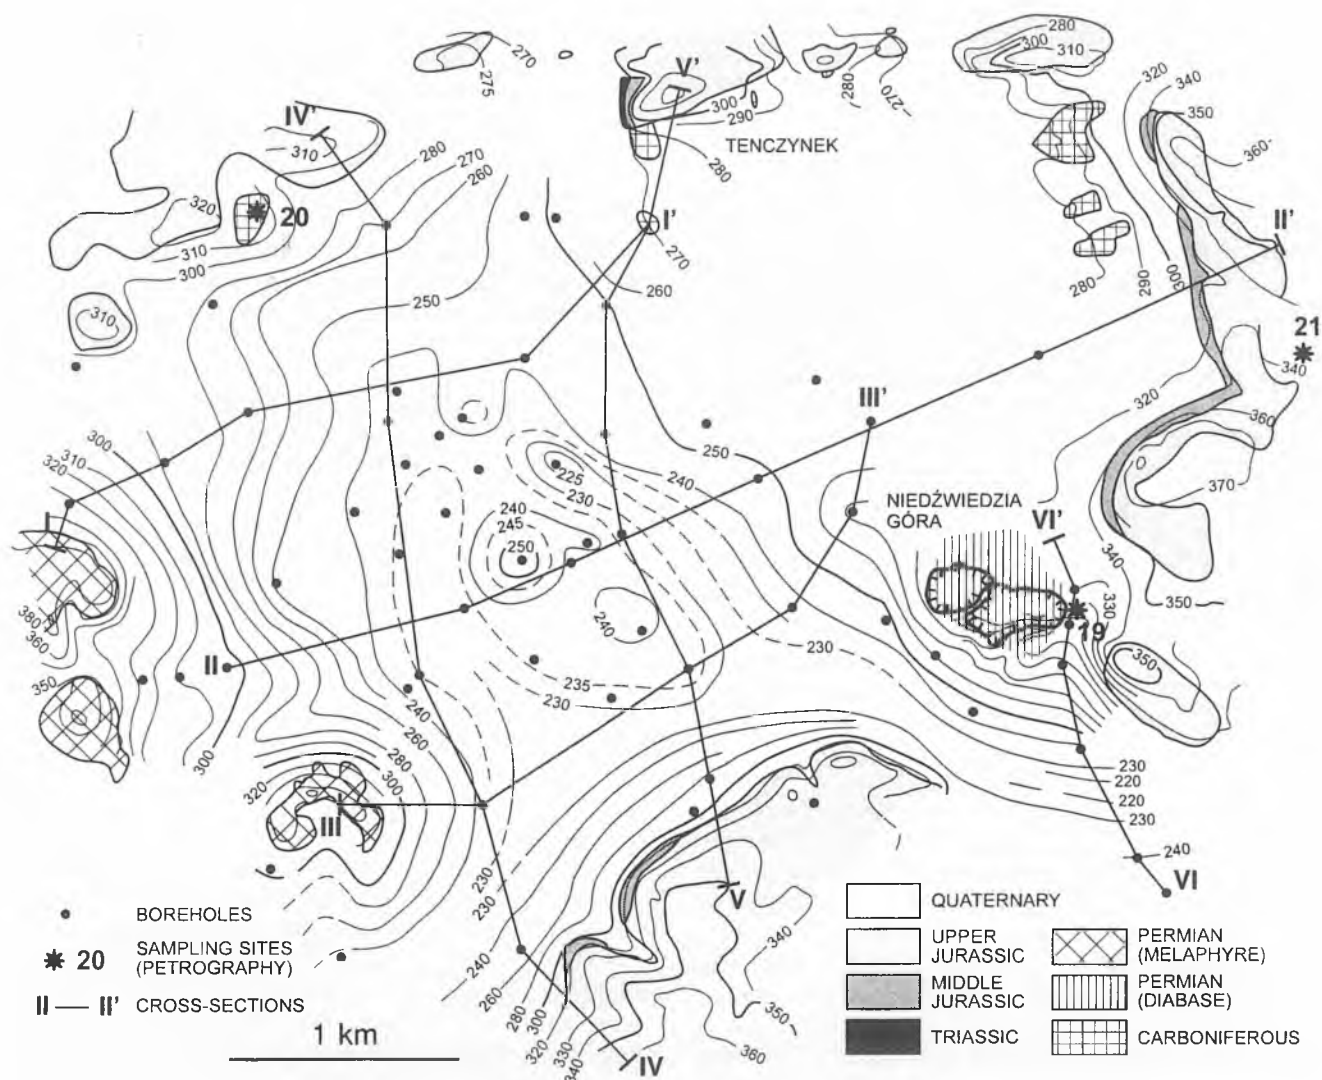 270
275
280
300
310
280
270
V'
300
290
TENCZYNEK
280
320
340
350
360
IV'
310
280
270
260
320
20
310
300
I'
270
260
II'
280
290
300
310
250
21
340
III'
320
360
250
240
225
230
240
245
250
370
NIEDŹWIEDZIA
GÓRA
VI'
340
330
350
19
300
310
320
I
380
360
350
II
240
230
235
230
350
300
240
260
280
300
320
III
230
220
220
230
240
VI
230
230
240
260
280
300
320
330
340
V
340
350
360
IV
BOREHOLES
20 SAMPLING SITES
(PETROGRAPHY)
II — II' CROSS-SECTIONS
1 km
QUATERNARY
UPPER
JURASSIC
MIDDLE
JURASSIC
TRIASSIC
PERMIAN
(MELAPHYRE)
PERMIAN
(DIABASE)
CARBONIFEROUS